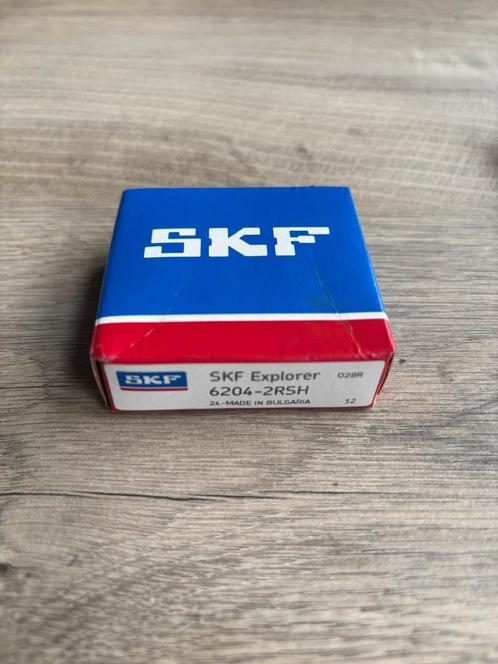 SKF
SKF
SKF Explorer 028R
6204-2RSH
24-MADE IN BULGARIA 12